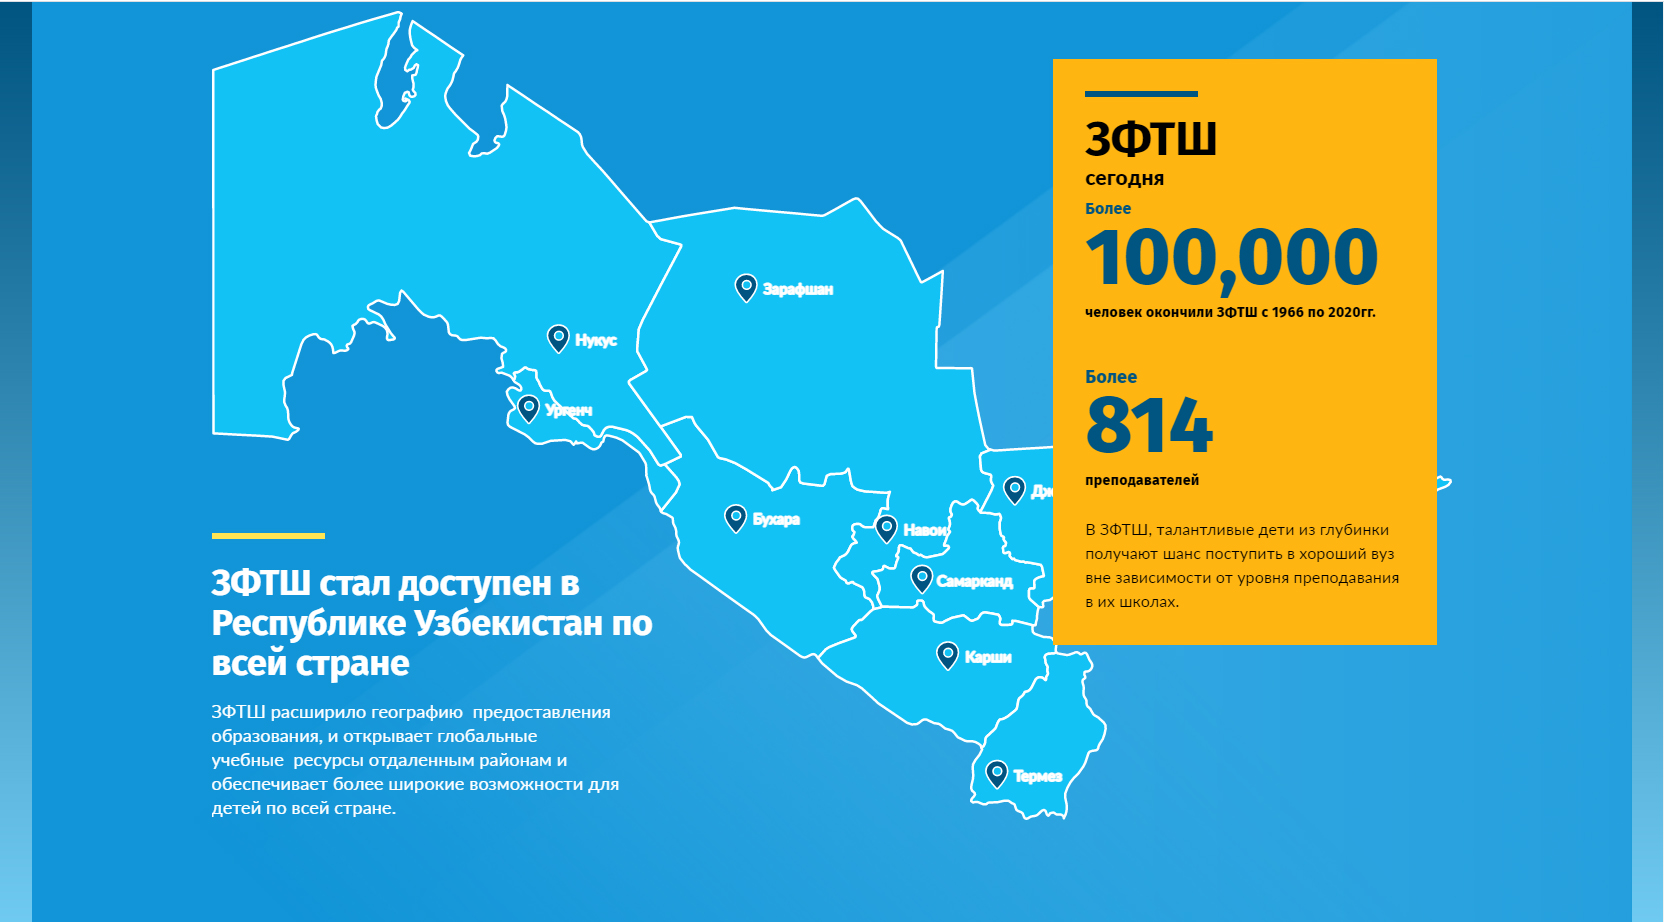 Зарафшан
Нукус
Ургенч
Бухара
Навои
Самарканд
Карши
Термез
ЗФТШ
сегодня
Более
100,000
человек окончили ЗФТШ с 1966 по 2020гг.
Более
814
преподавателей
В ЗФТШ, талантливые дети из глубинки
получают шанс поступить в хороший вуз
вне зависимости от уровня преподавания
в их школах.
ЗФТШ стал доступен в
Республике Узбекистан по
всей стране
ЗФТШ расширило географию  предоставления
образования, и открывает глобальные
учебные  ресурсы отдаленным районам и
обеспечивает более широкие возможности для
детей по всей стране.